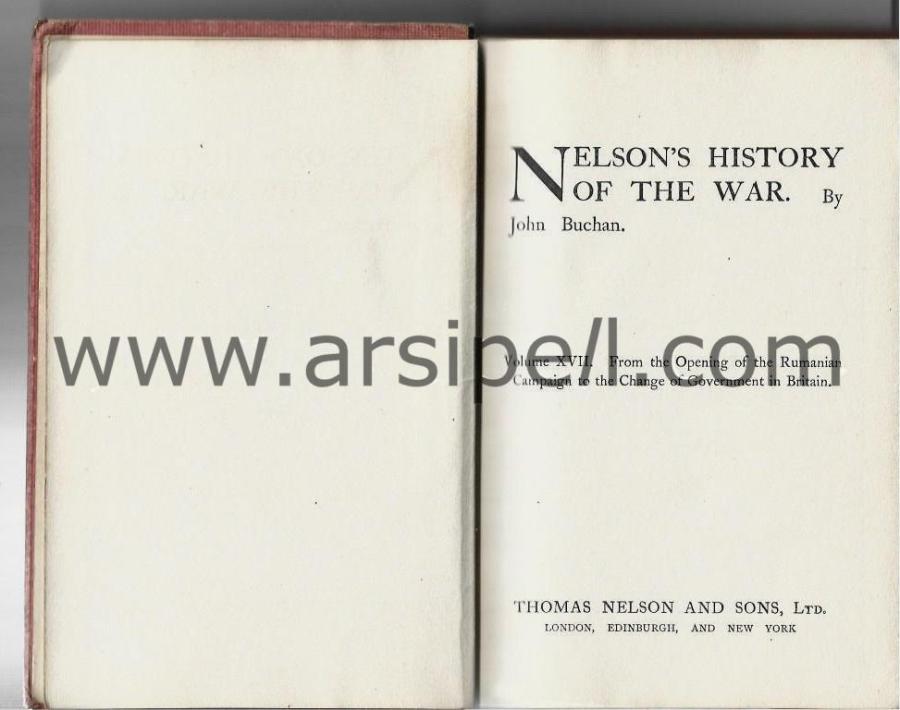 NELSON'S HISTORY
OF THE WAR. By
John Buchan.
www.arsipell.com
Volume XVII. From the Opening of the Rumanian
Campaign to the Change of Government in Britain.
THOMAS NELSON AND SONS, LTD.
LONDON, EDINBURGH, AND NEW YORK